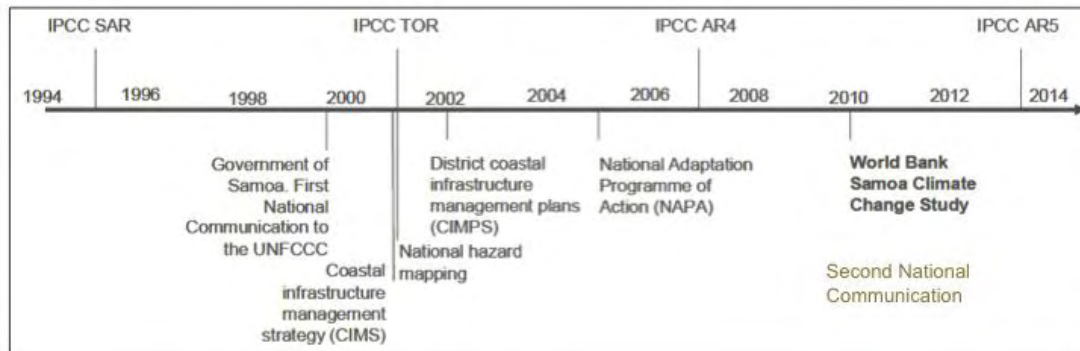 IPCC SAR
IPCC TOR
IPCC AR4
IPCC AR5
1994
1996
1998
2000
2002
2004
2006
2008
2010
2012
2014
Government of
Samoa. First
National
Communication to
the UNFCCC
Coastal
infrastructure
management
strategy (CIMS)
National hazard
mapping
District coastal
infrastructure
management plans
(CIMPS)
National Adaptation
Programme of
Action (NAPA)
World Bank
Samoa Climate
Change Study
Second National
Communication